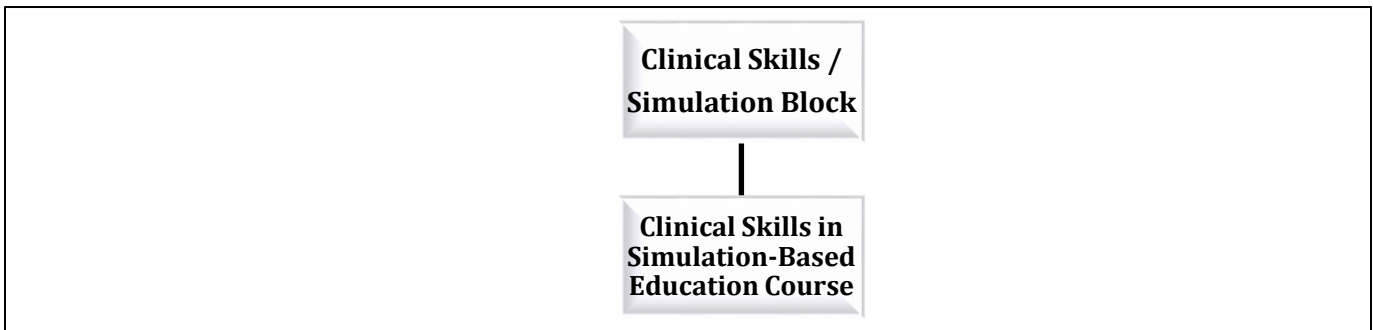 Clinical Skills /
Simulation Block
Clinical Skills in
Simulation-Based
Education Course